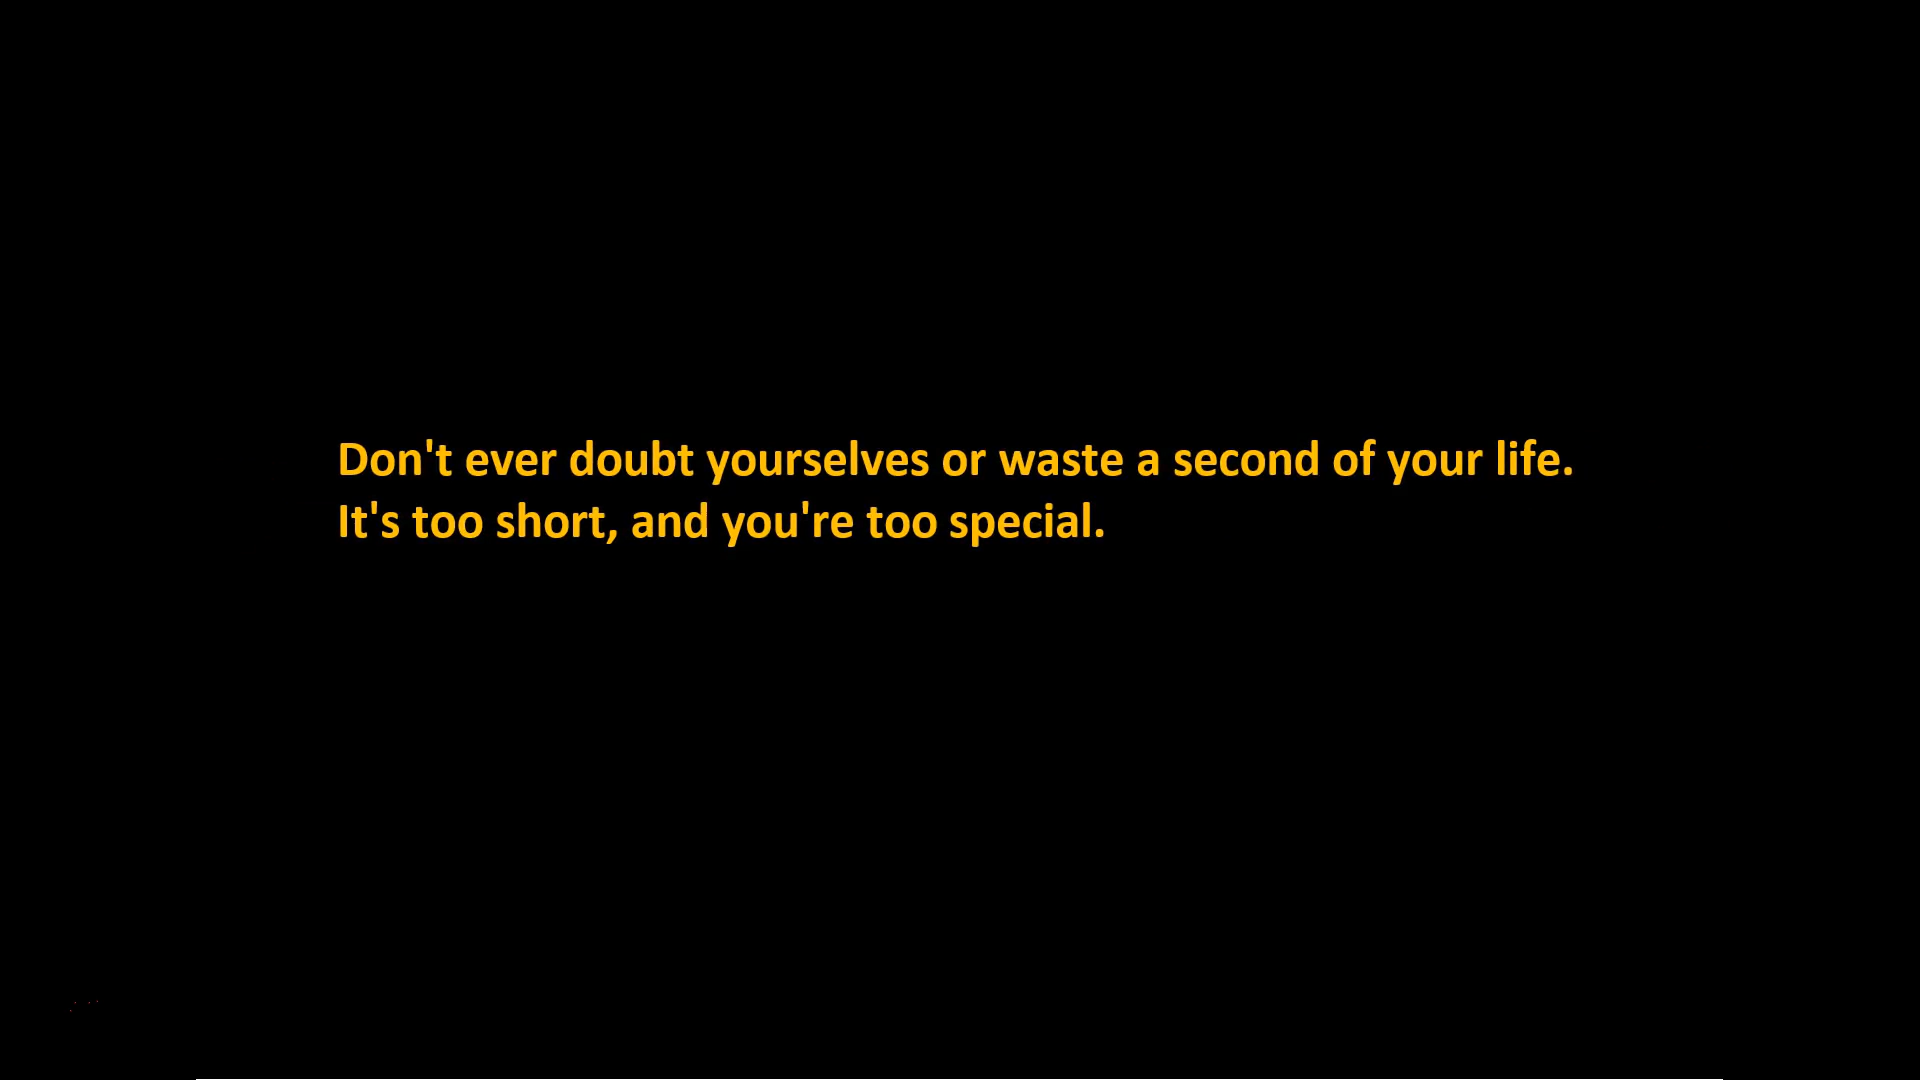 Don't ever doubt yourselves or waste a second of your life.
It's too short, and you're too special.